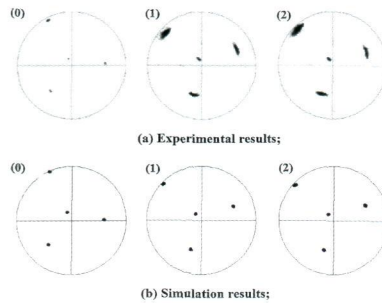 (0) (1) (2)
(a) Experimental results;
(0) (1) (2)
(b) Simulation results;